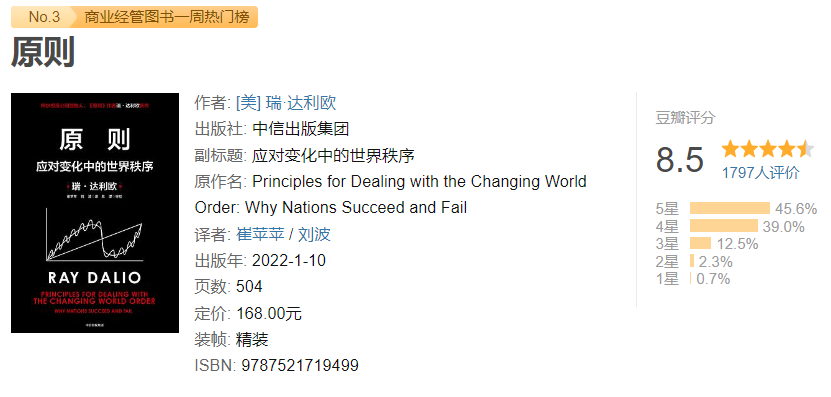 No.3 商业经管图书一周热门榜
原则
原 则
应对变化中的世界秩序
瑞·达利欧
RAY DALIO
PRINCIPLES FOR DEALING WITH
THE CHANGING WORLD ORDER
WHY NATIONS SUCCEED AND FAIL
作者: [美] 瑞·达利欧
出版社: 中信出版集团
副标题: 应对变化中的世界秩序
原作名: Principles for Dealing with the Changing World
Order: Why Nations Succeed and Fail
译者: 崔苹苹 / 刘波
出版年: 2022-1-10
页数: 504
定价: 168.00元
装帧: 精装
ISBN: 9787521719499
豆瓣评分
8.5
1797人评价
5星 45.6%
4星 39.0%
3星 12.5%
2星 2.3%
1星 0.7%